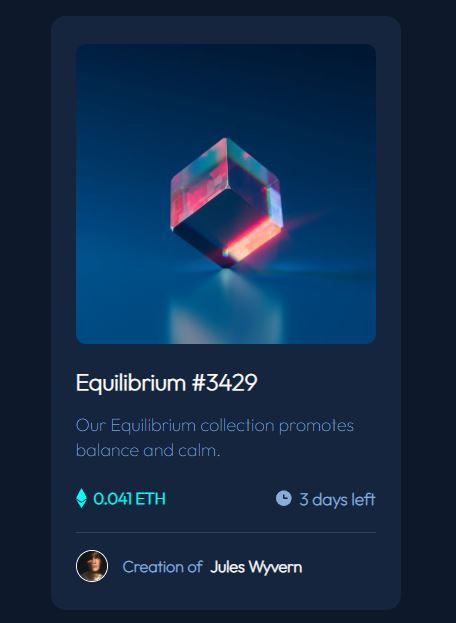 Equilibrium #3429
Our Equilibrium collection promotes
balance and calm.
0.041 ETH
3 days left
Creation of Jules Wyvern